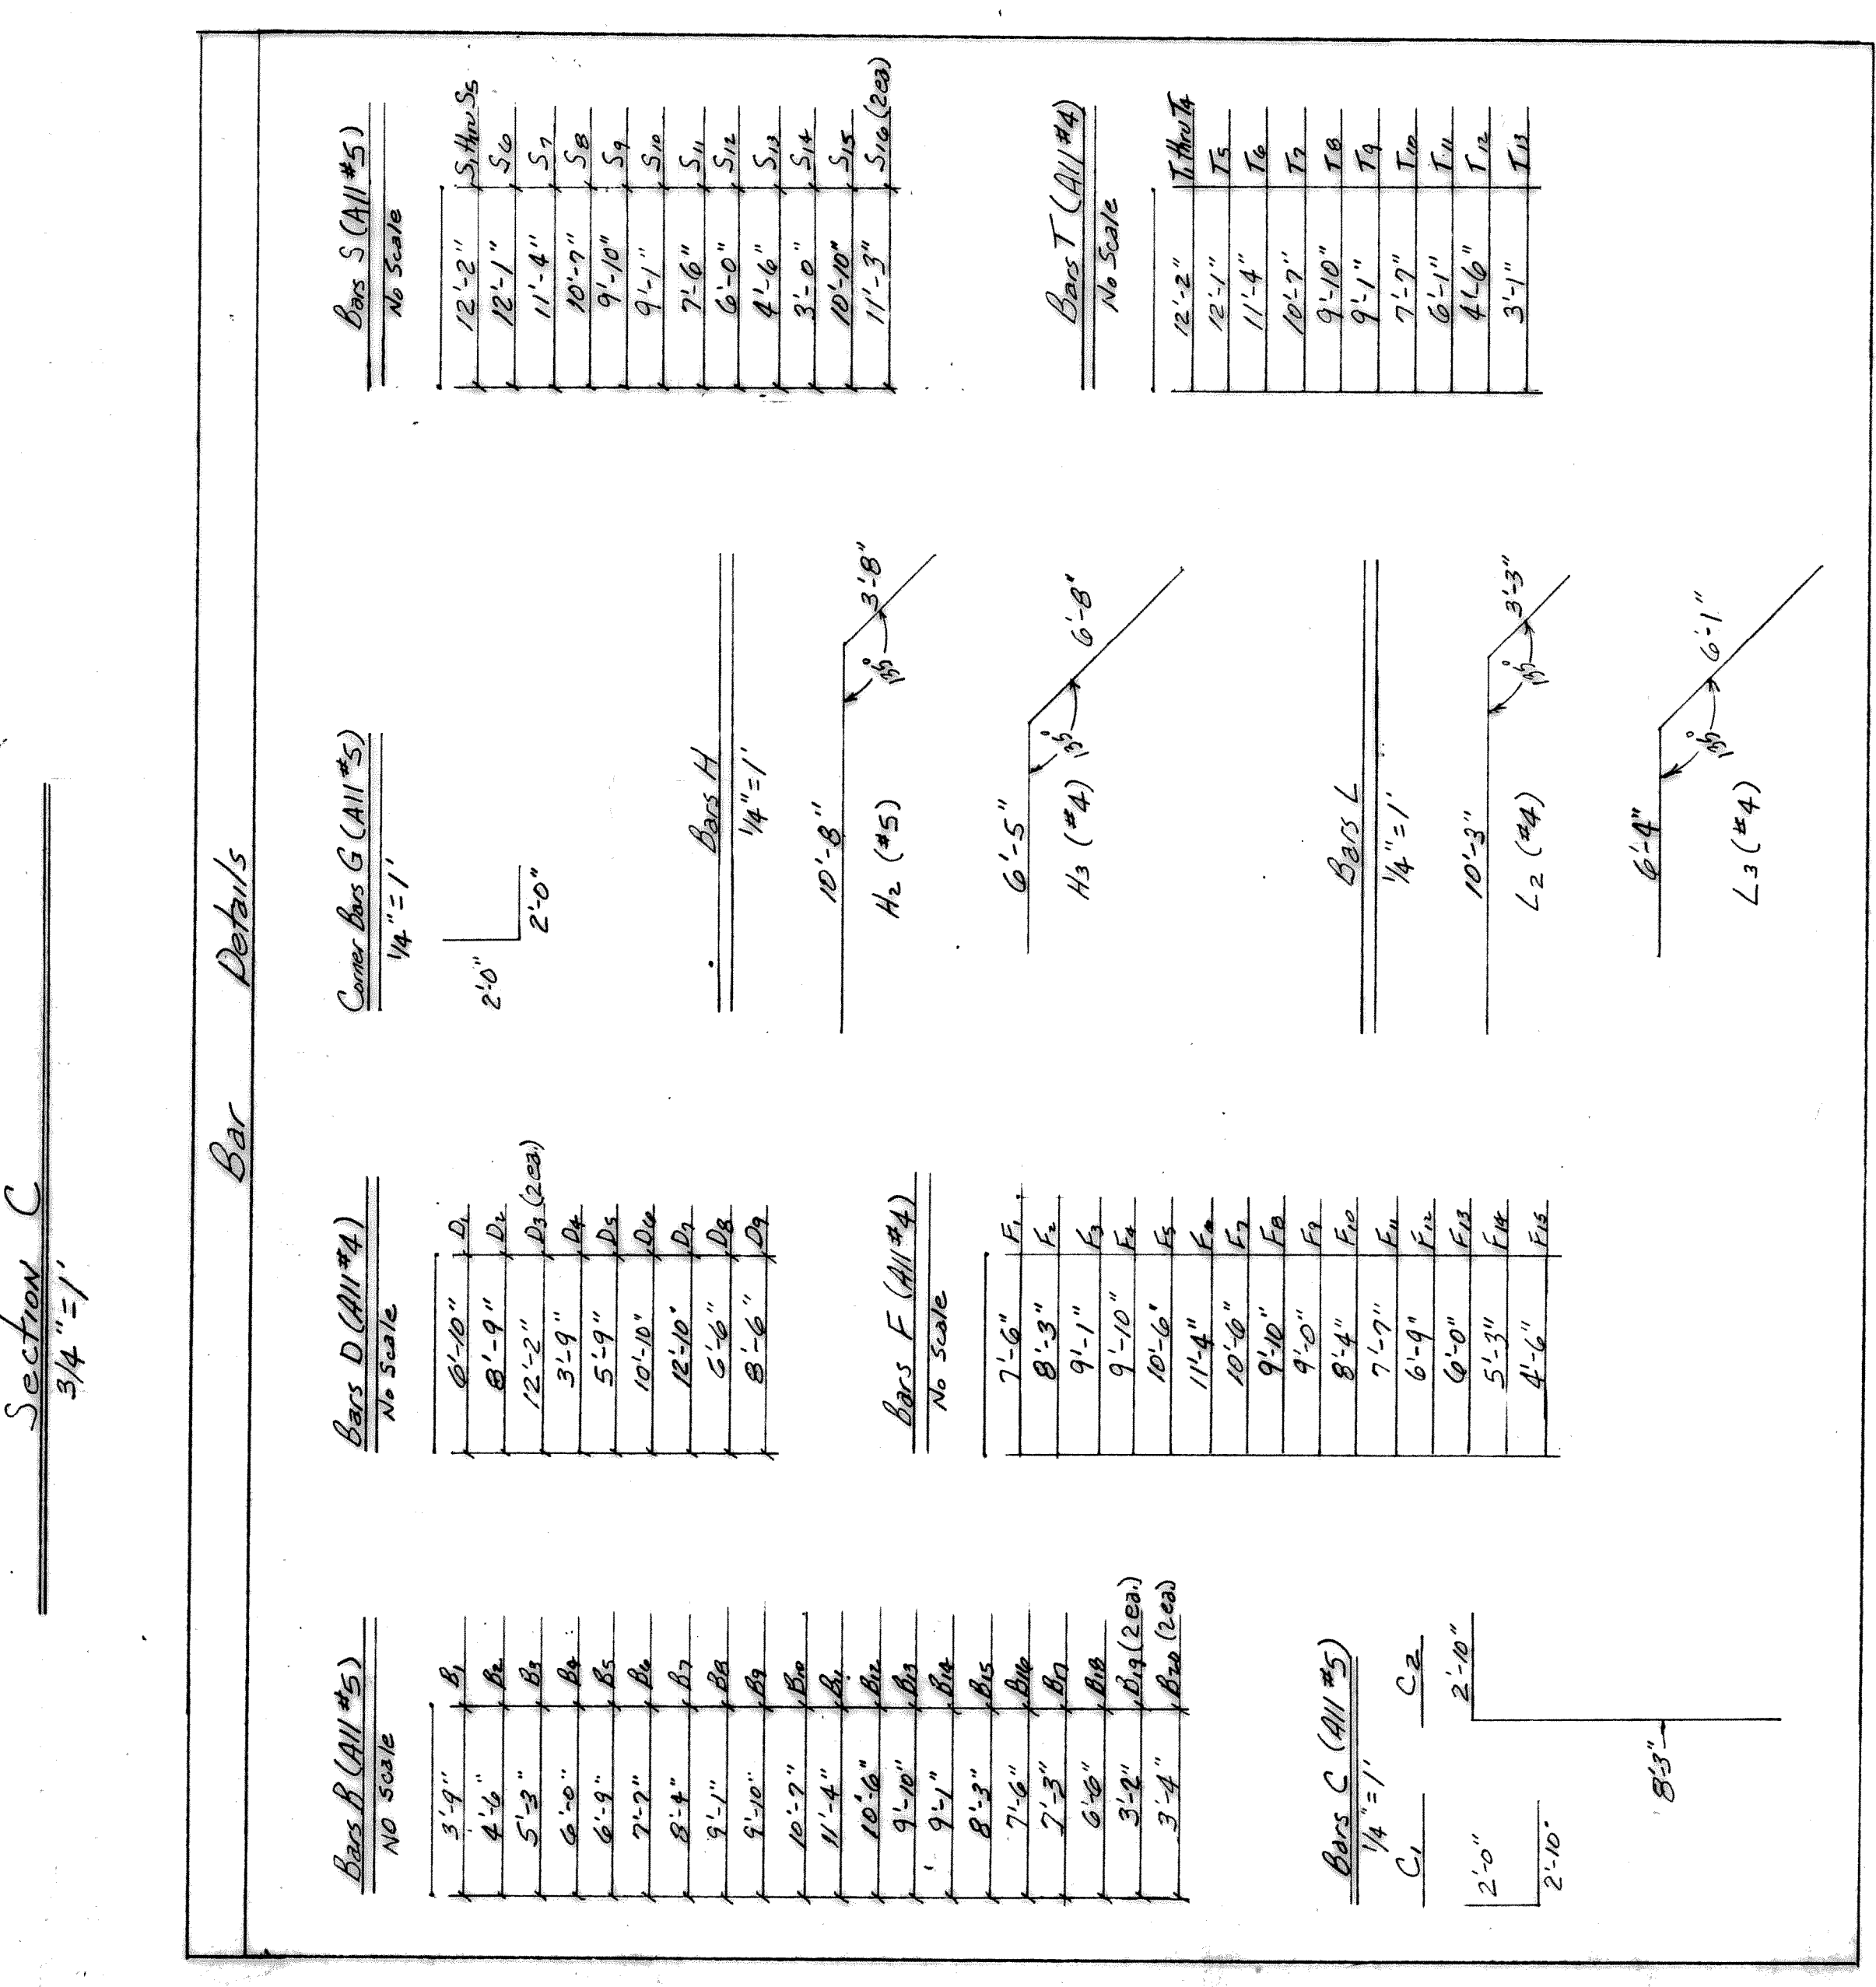 Section C
3/4"=1'
Bar Details
Bars B (All #5)
No Scale
3'-9" B1
4'-6" B2
5'-3" B3
6'-0" B4
6'-9" B5
7'-7" B6
8'-4" B7
9'-1" B8
9'-10" B9
10'-7" B10
11'-4" B11
10'-6" B12
9'-10" B13
9'-1" B14
8'-3" B15
7'-6" B16
7'-3" B17
6'-6" B18
3'-2" B19 (2 ea.)
3'-4" B20 (2 ea.)
Bars C (All #5)
1/4"=1'
C1 C2
2'-0"
2'-10"
2'-10"
8'-3"
Bars D (All #4)
No Scale
6'-10" D1
8'-9" D2
12'-2" D3 (2 ea.)
3'-9" D4
5'-9" D5
10'-10" D6
12'-10" D7
6'-6" D8
8'-6" D9
Bars F (All #4)
No Scale
7'-6" F1
8'-3" F2
9'-1" F3
9'-10" F4
10'-6" F5
11'-4" F6
10'-6" F7
9'-10" F8
9'-0" F9
8'-4" F10
7'-7" F11
6'-9" F12
6'-0" F13
5'-3" F14
4'-6" F15
Corner Bars G (All #5)
1/4"=1'
2'-0"
2'-0"
Bars H
1/4"=1'
10'-8" 3'-8"
135°
H2 (#5)
6'-5" 6'-8"
135°
H3 (#4)
Bars L
1/4"=1'
10'-3" 3'-3"
135°
L2 (#4)
6'-4" 6'-1"
135°
L3 (#4)
Bars S (All #5)
No Scale
12'-2" S1 thru S5
12'-1" S6
11'-4" S7
10'-7" S8
9'-10" S9
9'-1" S10
7'-6" S11
6'-0" S12
4'-6" S13
3'-0" S14
10'-10" S15
11'-3" S16 (2 ea)
Bars T (All #4)
No Scale
12'-2" T1 thru T4
12'-1" T5
11'-4" T6
10'-7" T7
9'-10" T8
9'-1" T9
7'-7" T10
6'-1" T11
4'-6" T12
3'-1" T13